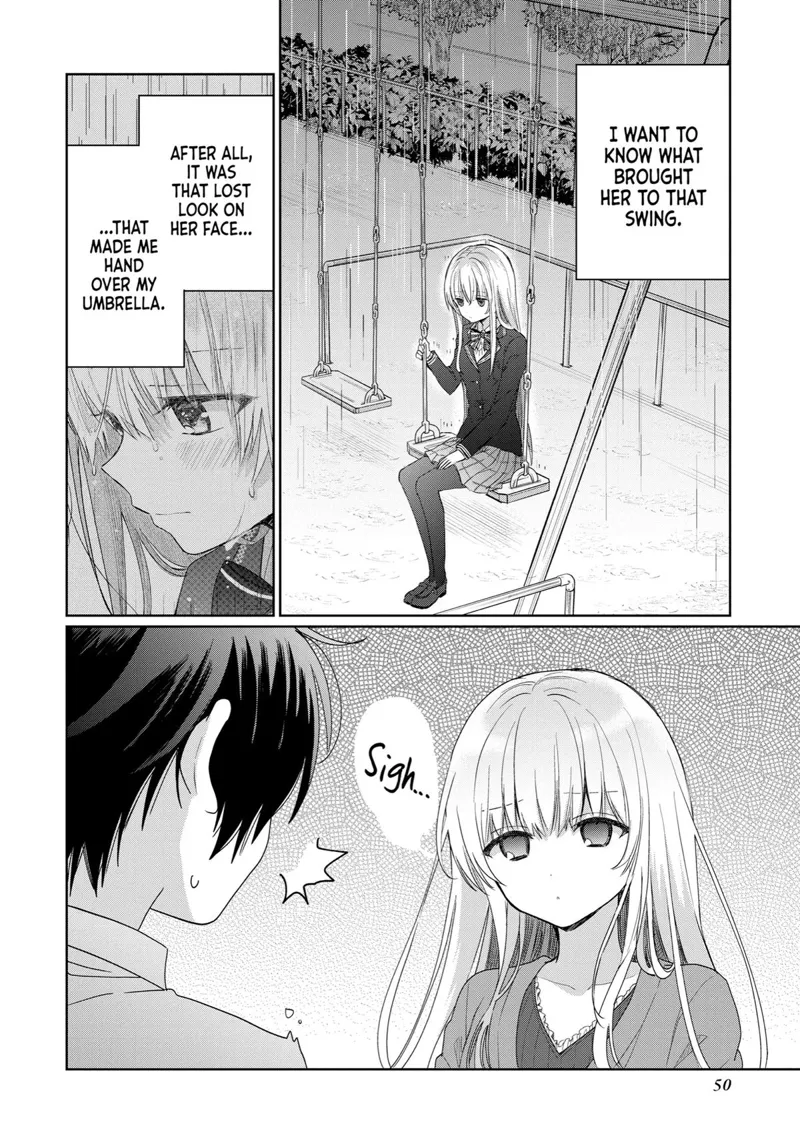 I WANT TO
KNOW WHAT
BROUGHT
HER TO THAT
SWING.
AFTER ALL,
IT WAS
THAT LOST
LOOK ON
HER FACE...
...THAT
MADE ME
HAND
OVER MY
UMBRELLA.
Sigh...
50